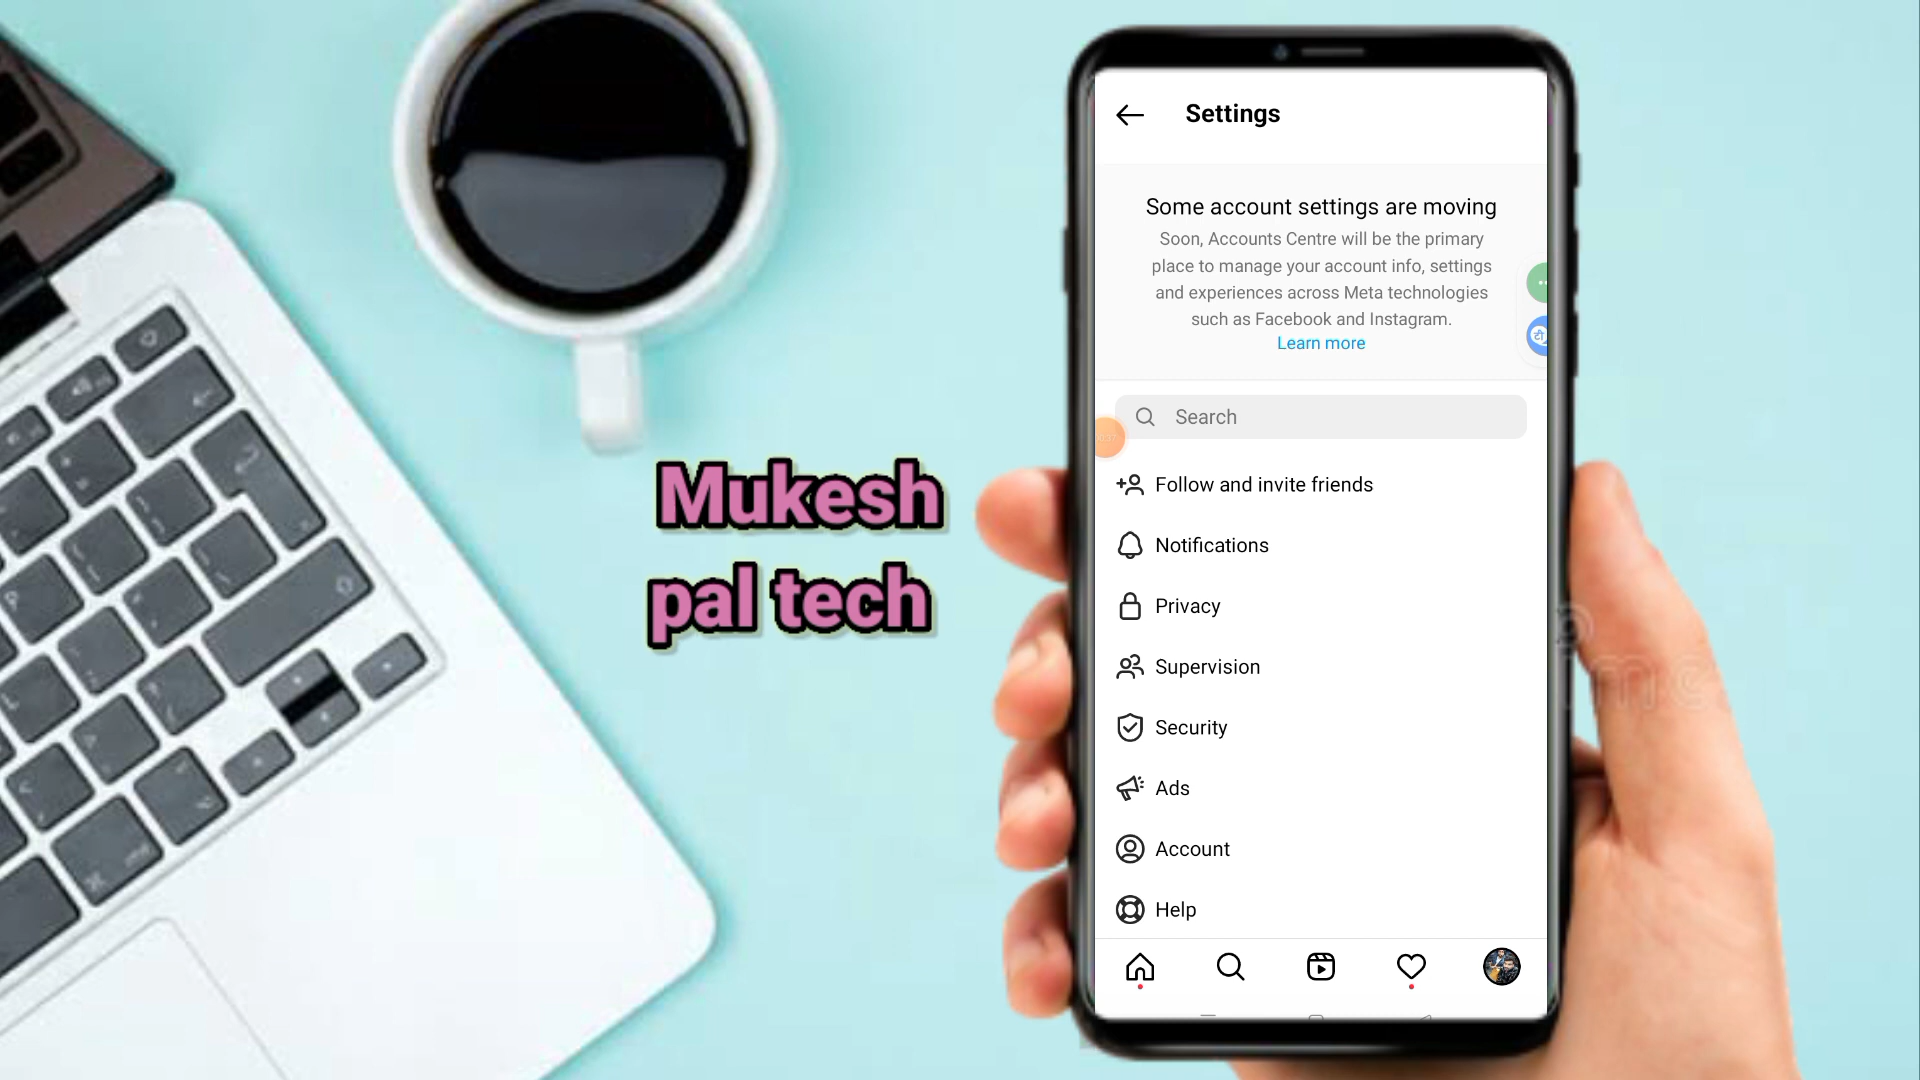 Mukesh
pal tech
Settings
Some account settings are moving
Soon, Accounts Centre will be the primary
place to manage your account info, settings
and experiences across Meta technologies
such as Facebook and Instagram.
Learn more
Search
Follow and invite friends
Notifications
Privacy
Supervision
Security
Ads
Account
Help